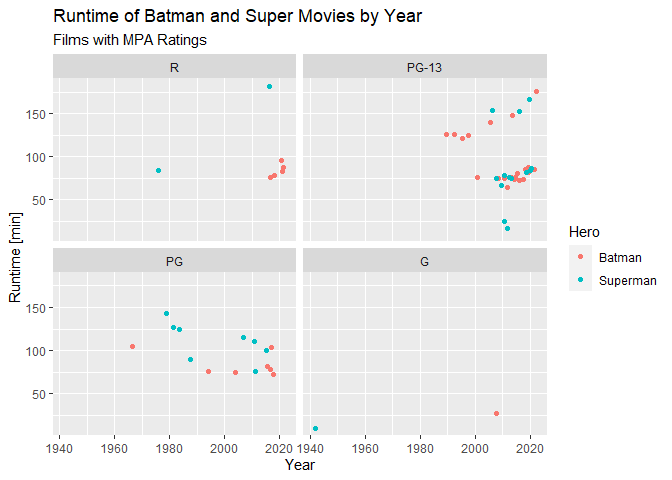 Runtime of Batman and Super Movies by Year
Films with MPA Ratings
R
PG-13
150
100
50
PG
G
150
100
50
1940
1960
1980
2000
2020
1940
1960
1980
2000
2020
Year
Runtime [min]
Hero
Batman
Superman